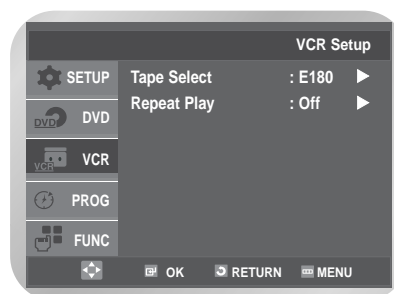 VCR Setup
SETUP
Tape Select : E180 ►
Repeat Play : Off ►
DVD DVD
VCR VCR
PROG
FUNC
OK RETURN MENU